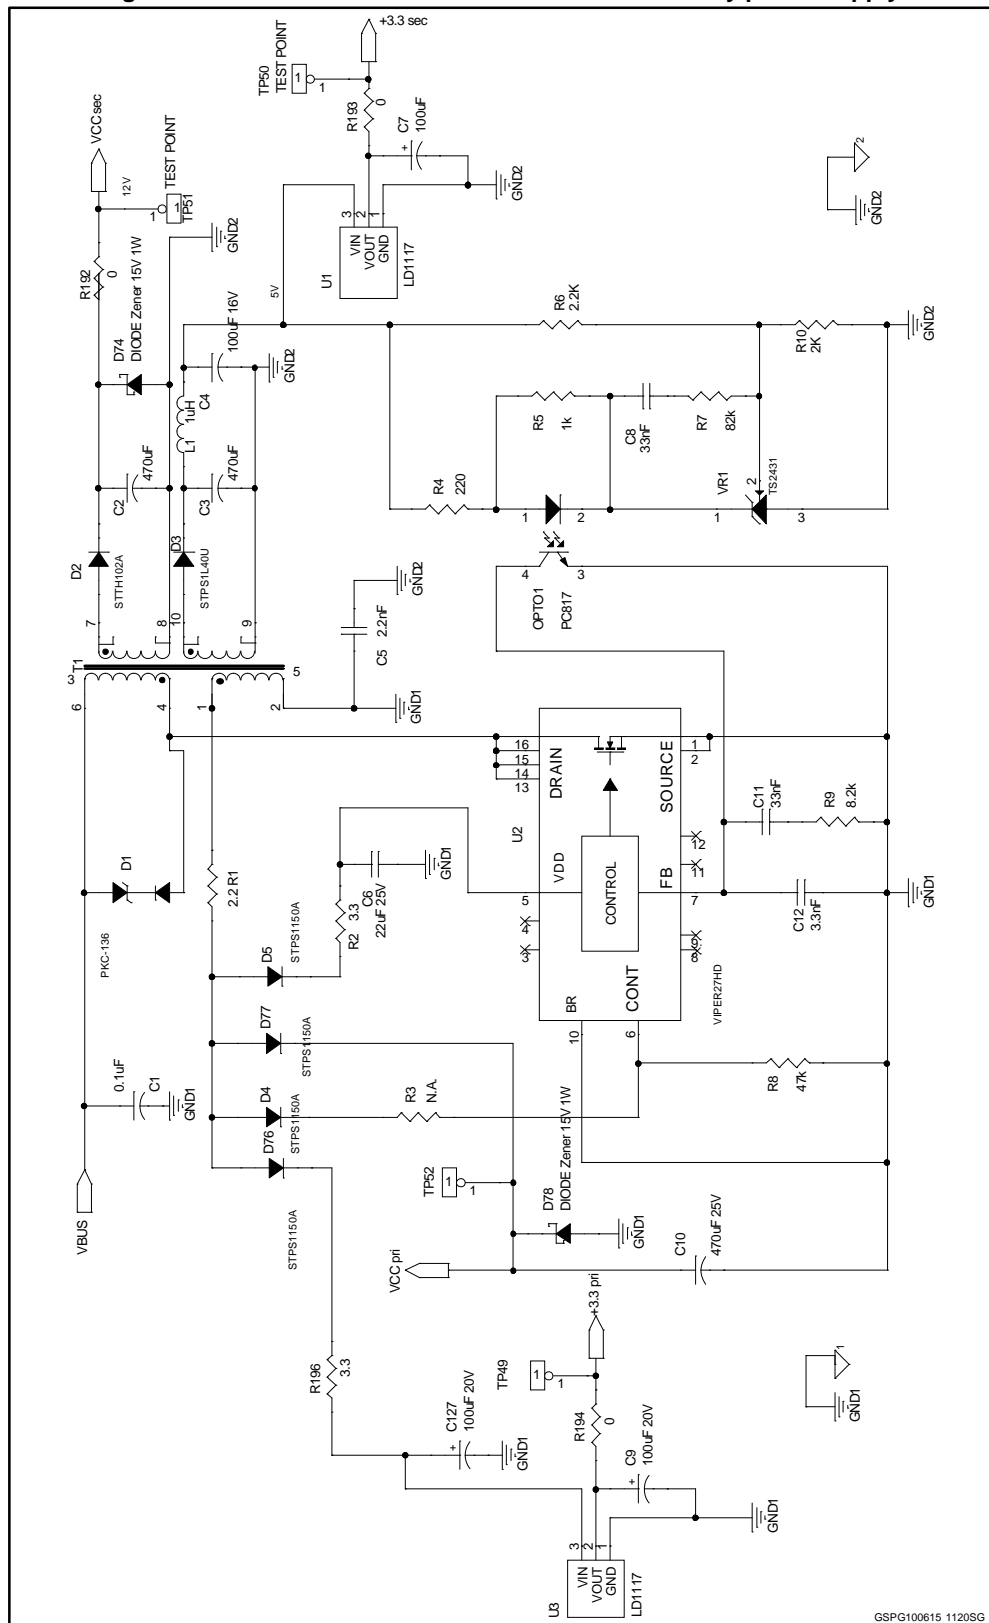 +3.3 sec
TP50
TEST POINT
1
1
R193
0
C7
+
100uF
GND2
VCC sec
12V
TEST POINT
1
1
TP51
R192
0
GND2
D74
DIODE Zener 15V 1W
C4
100uF 16V
GND2
L1
1uH
C2
470uF
C3
470uF
D2
STTH102A
D3
STPS1L40U
7
8
10
9
T1
3
5
6
4
1
2
5V
U1
3
2
1
VIN
VOUT
GND
LD1117
GND2
2
R6
2.2K
R10
2K
GND2
R5
1k
C8
33nF
R7
82k
R4
220
1
2
VR1
2
TS2431
1
3
4
3
OPTO1
PC817
C5
2.2nF
GND2
GND1
D1
PKC-136
2.2 R1
D5
STPS1150A
R2
3.3
C6
22uF 25V
GND1
D77
STPS1150A
D4
STPS1150A
D76
STPS1150A
R3
N.A.
C1
0.1uF
GND1
VBUS
U2
16
15
14
13
DRAIN
SOURCE
1
2
VDD
5
CONTROL
FB
7
12
11
4
3
9
8
BR
10
CONT
6
VIPER27HD
C11
33nF
R9
8.2k
C12
3.3nF
GND1
R8
47k
TP52
1
1
D78
DIODE Zener 15V 1W
GND1
C10
470uF 25V
VCC pri
+3.3 pri
TP49
1
1
R194
0
R196
3.3
C127
+
100uF 20V
GND1
C9
+
100uF 20V
GND1
U3
3
2
1
VIN
VOUT
GND
LD1117
GND1
1
GSPG100615 1120SG